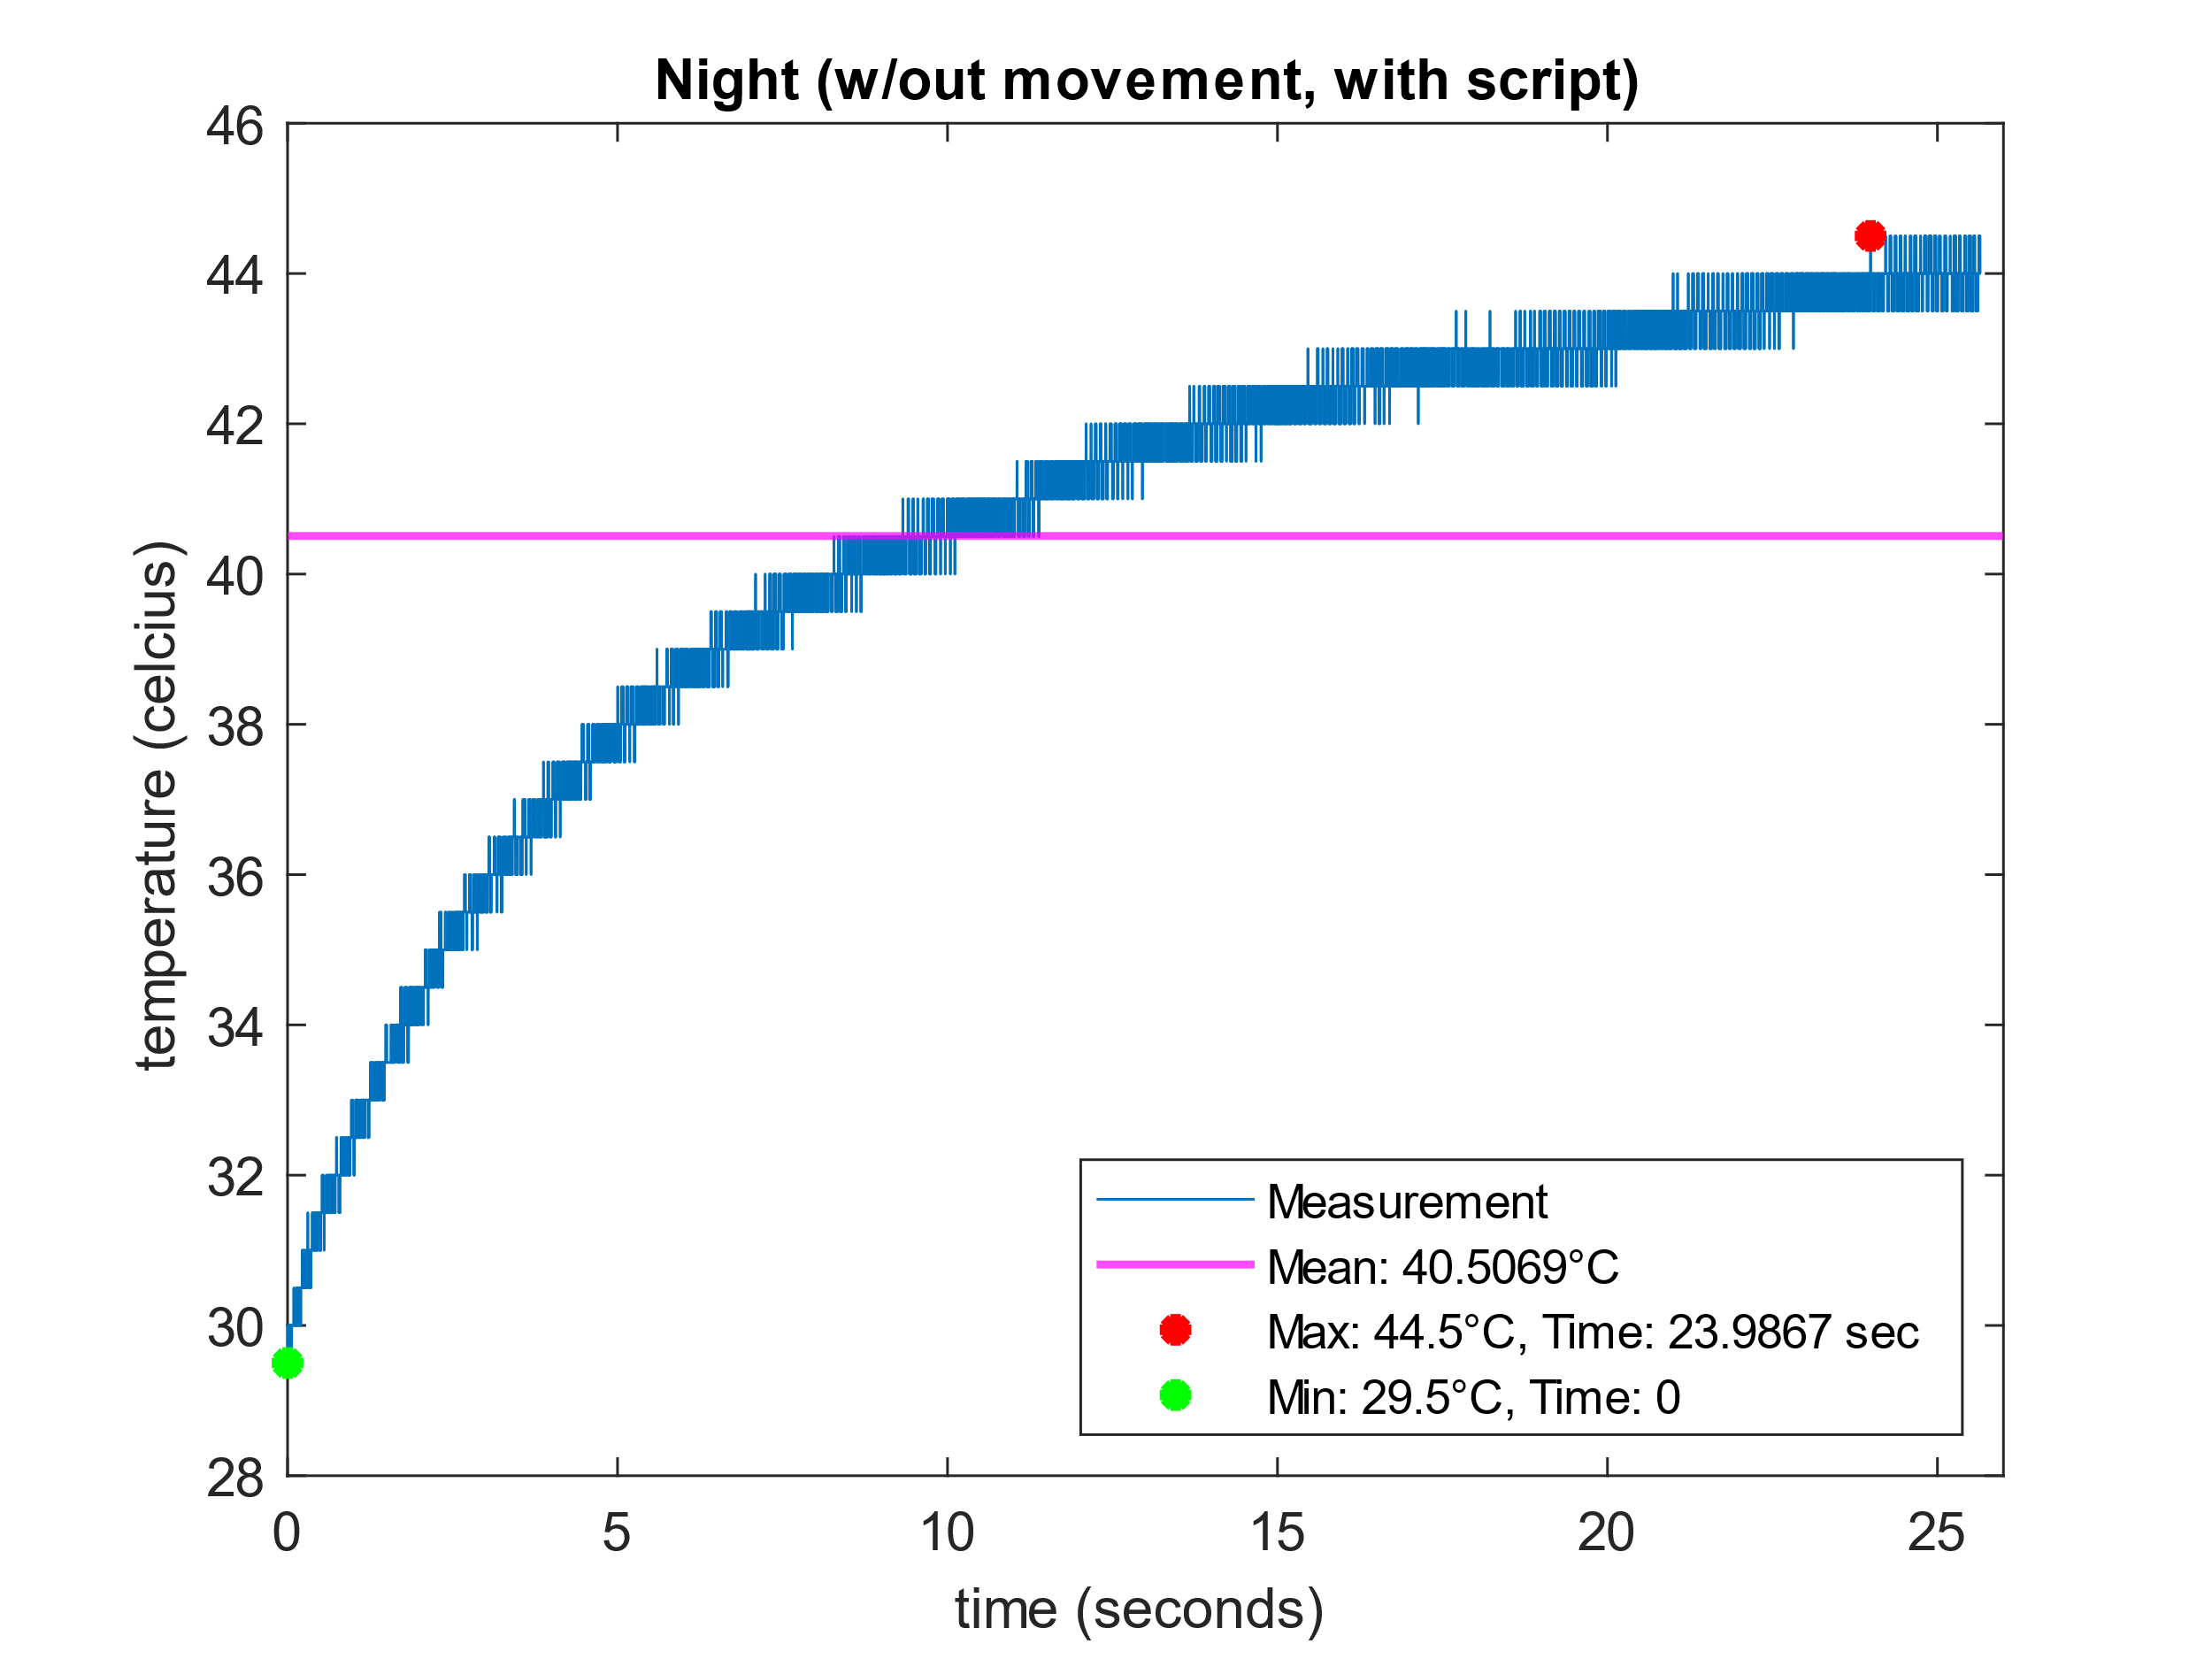 Night (w/out movement, with script)
46
44
42
40
38
36
34
32
30
28
temperature (celcius)
Measurement
Mean: 40.5069°C
Max: 44.5°C, Time: 23.9867 sec
Min: 29.5°C, Time: 0
0 5 10 15 20 25
time (seconds)